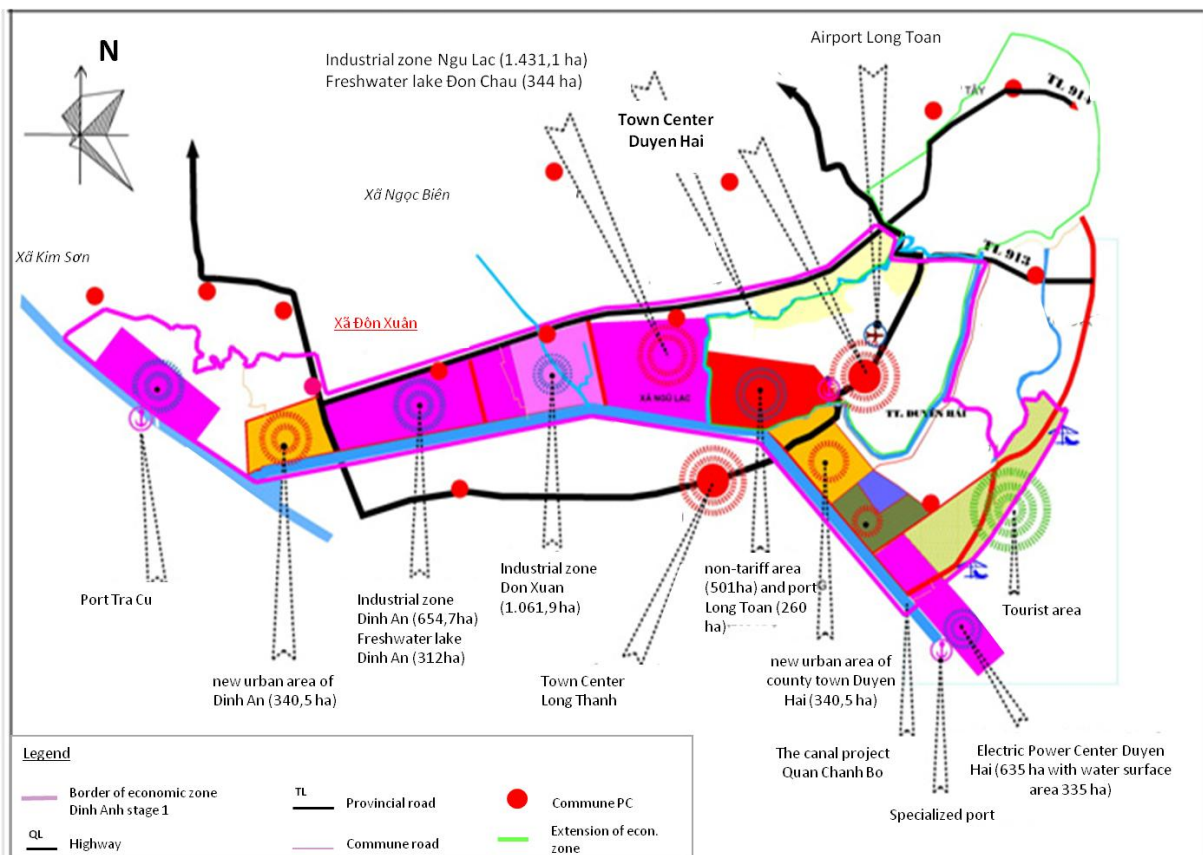 N
Industrial zone Ngu Lac (1.431,1 ha)
Freshwater lake Đon Chau (344 ha)
Airport Long Toan
Town Center
Duyen Hai
TÂY
TL 914
Xã Ngọc Biên
Xã Kim Sơn
TL 913
Xã Đôn Xuân
XÃ NGŨ LẠC
TT. DUYÊN HẢI
Port Tra Cu
Industrial zone
Dinh An (654,7ha)
Freshwater lake
Dinh An (312ha)
Industrial zone
Don Xuan
(1.061,9 ha)
non-tariff area
(501ha) and port
Long Toan (260
ha)
Tourist area
new urban area of
Dinh An (340,5 ha)
Town Center
Long Thanh
new urban area of
county town Duyen
Hai (340,5 ha)
The canal project
Quan Chanh Bo
Electric Power Center Duyen
Hai (635 ha with water surface
area 335 ha)
Specialized port
Legend
Border of economic zone
Dinh Anh stage 1
TL
Provincial road
Commune PC
QL
Highway
Commune road
Extension of econ.
zone